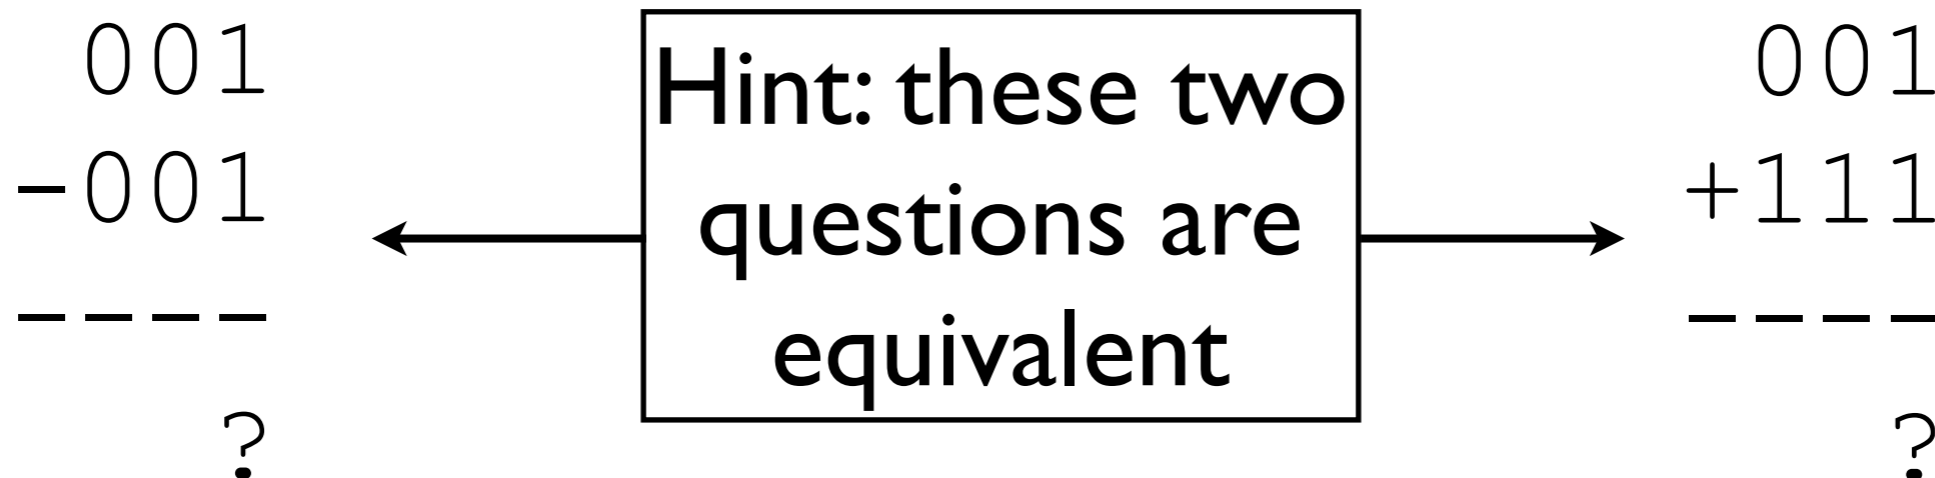 001
-001
----
?
Hint: these two
questions are
equivalent
001
+111
----
?